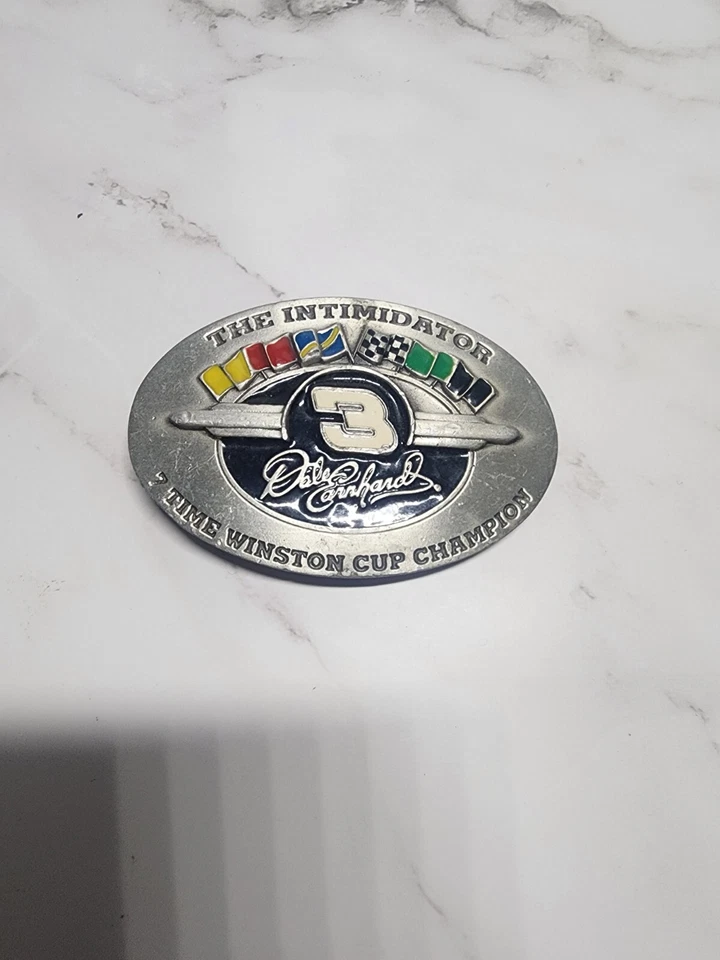 THE INTIMIDATOR
3
Dale Earnhardt
7 TIME WINSTON CUP CHAMPION